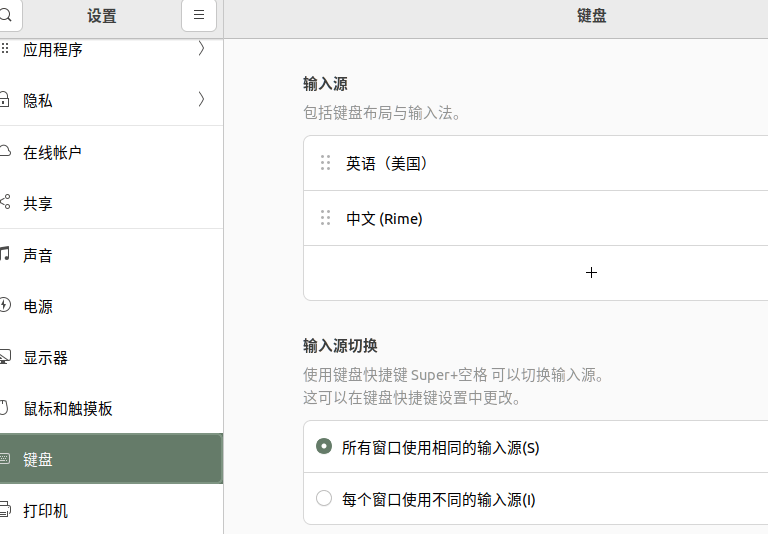 设置
键盘
应用程序
隐私
在线帐户
共享
声音
电源
显示器
鼠标和触摸板
键盘
打印机
输入源
包括键盘布局与输入法。
英语（美国）
中文 (Rime)
输入源切换
使用键盘快捷键 Super+空格 可以切换输入源。
这可以在键盘快捷键设置中更改。
所有窗口使用相同的输入源(S)
每个窗口使用不同的输入源(I)